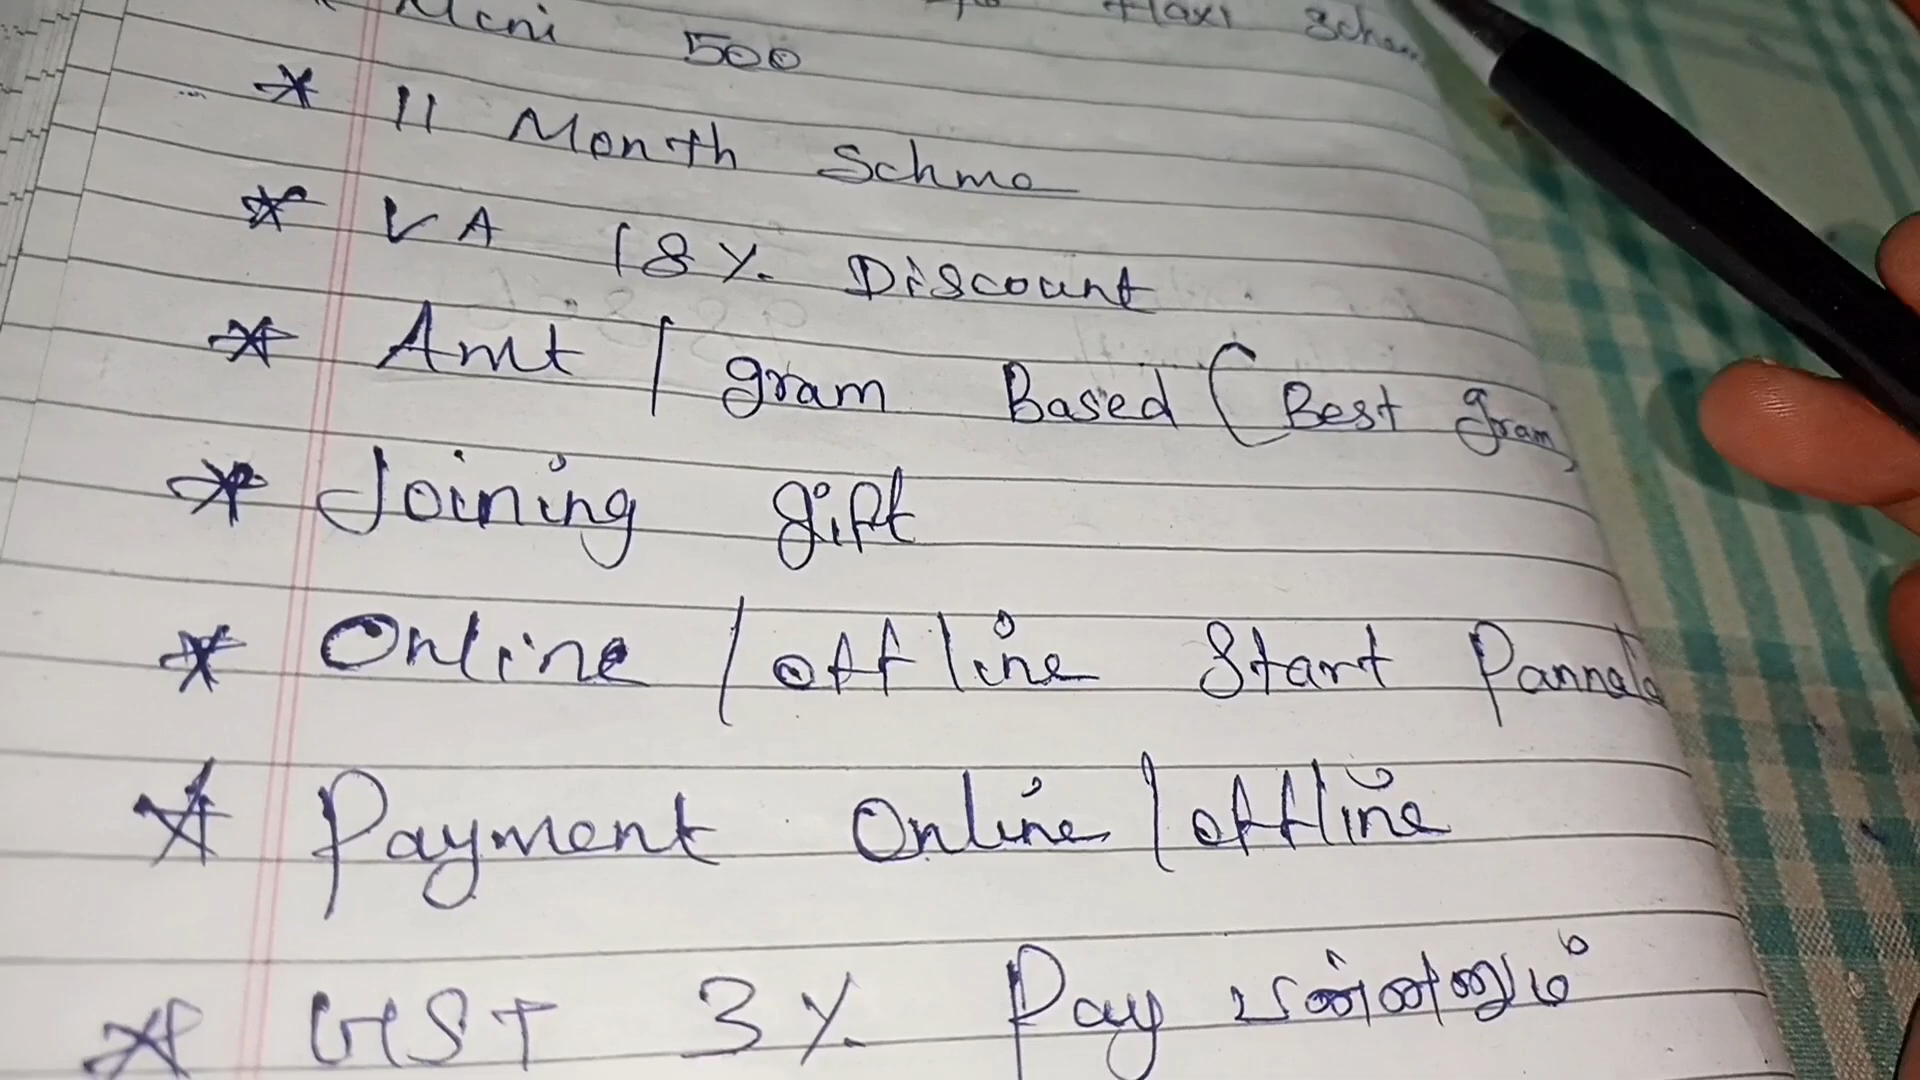 Mini 500 Flaxi
* 11 Month Schme
* VA 18% Discount
* Amt / gram Based (Best gram)
* Joining gift
* Online / offline Start Pannala
* Payment Online / offline
* GST 3% Pay பண்ணனும்